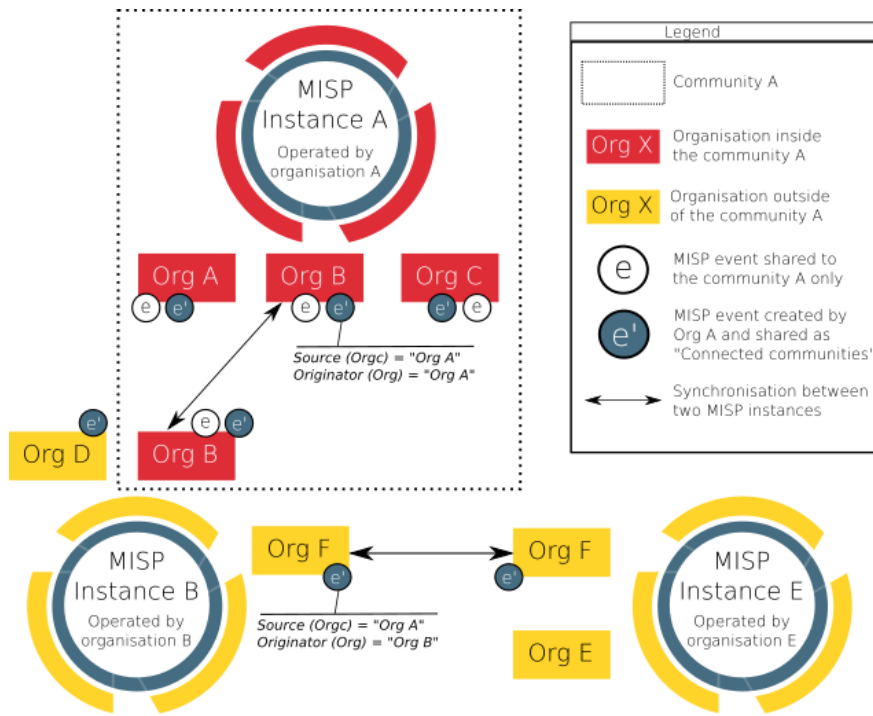 MISP
Instance A
Operated by
organisation A
Org A
Org B
Org C
e
e'
e
e'
e'
e
Source (Orgc) = "Org A"
Originator (Org) = "Org A"
e'
e
e'
Org D
Org B
MISP
Instance B
Operated by
organisation B
Org F
e'
Source (Orgc) = "Org A"
Originator (Org) = "Org B"
Org F
e'
Org E
MISP
Instance E
Operated by
organisation E
Legend
Community A
Org X
Organisation inside
the community A
Org X
Organisation outside
of the community A
e
MISP event shared to
the community A only
e'
MISP event created by
Org A and shared as
"Connected communities"
Synchronisation between
two MISP instances